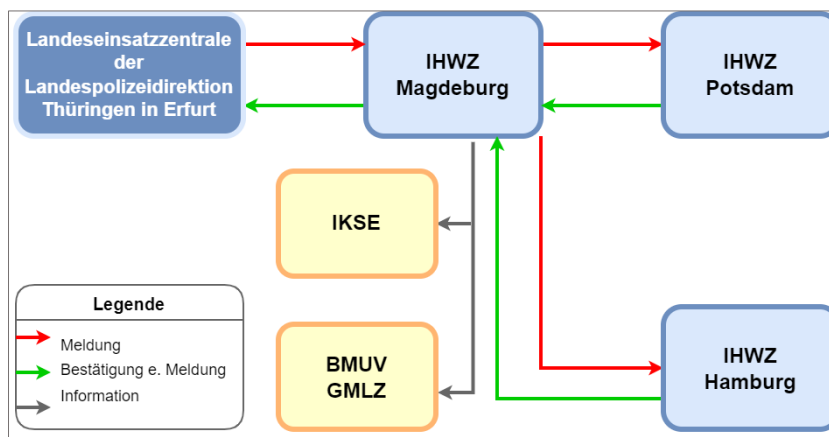 Landeseinsatzzentrale
der
Landespolizeidirektion
Thüringen in Erfurt
IHWZ
Magdeburg
IHWZ
Potsdam
IKSE
BMUV
GMLZ
IHWZ
Hamburg
Legende
Meldung
Bestätigung e. Meldung
Information